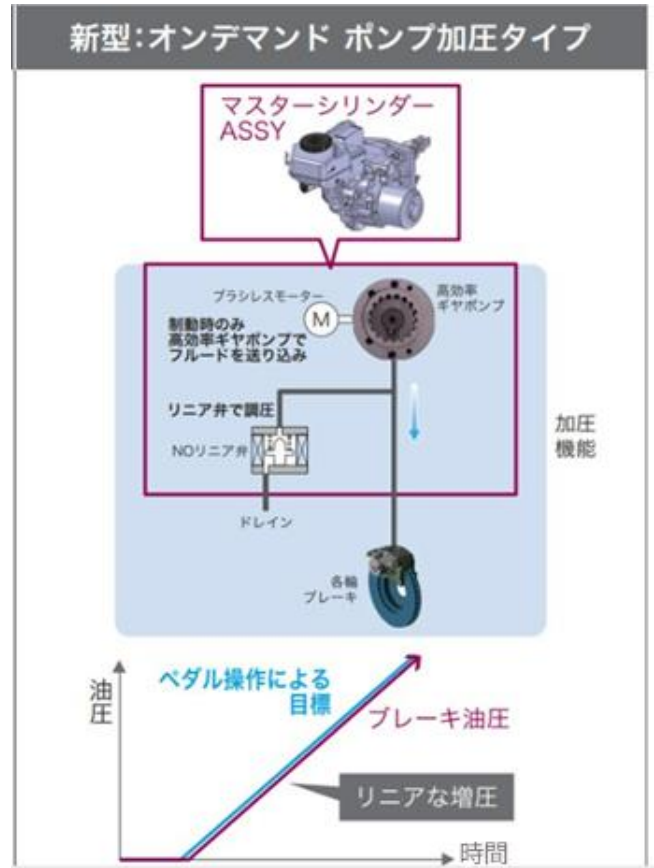 新型:オンデマンド ポンプ加圧タイプ
マスターシリンダー
ASSY
ブラシレスモーター
M
高効率
ギヤポンプ
制動時のみ
高効率ギヤポンプで
フルードを送り込み
リニア弁で調圧
NOリニア弁
ドレイン
加圧
機能
各輪
ブレーキ
油圧
ペダル操作による
目標
ブレーキ油圧
リニアな増圧
時間